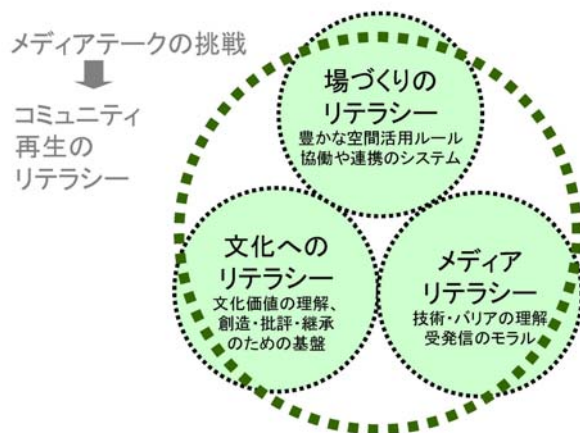 メディアテークの挑戦
コミュニティ
再生の
リテラシー
場づくりの
リテラシー
豊かな空間活用ルール
協働や連携のシステム
文化への
リテラシー
文化価値の理解、
創造・批評・継承
のための基盤
メディア
リテラシー
技術・バリアの理解
受発信のモラル